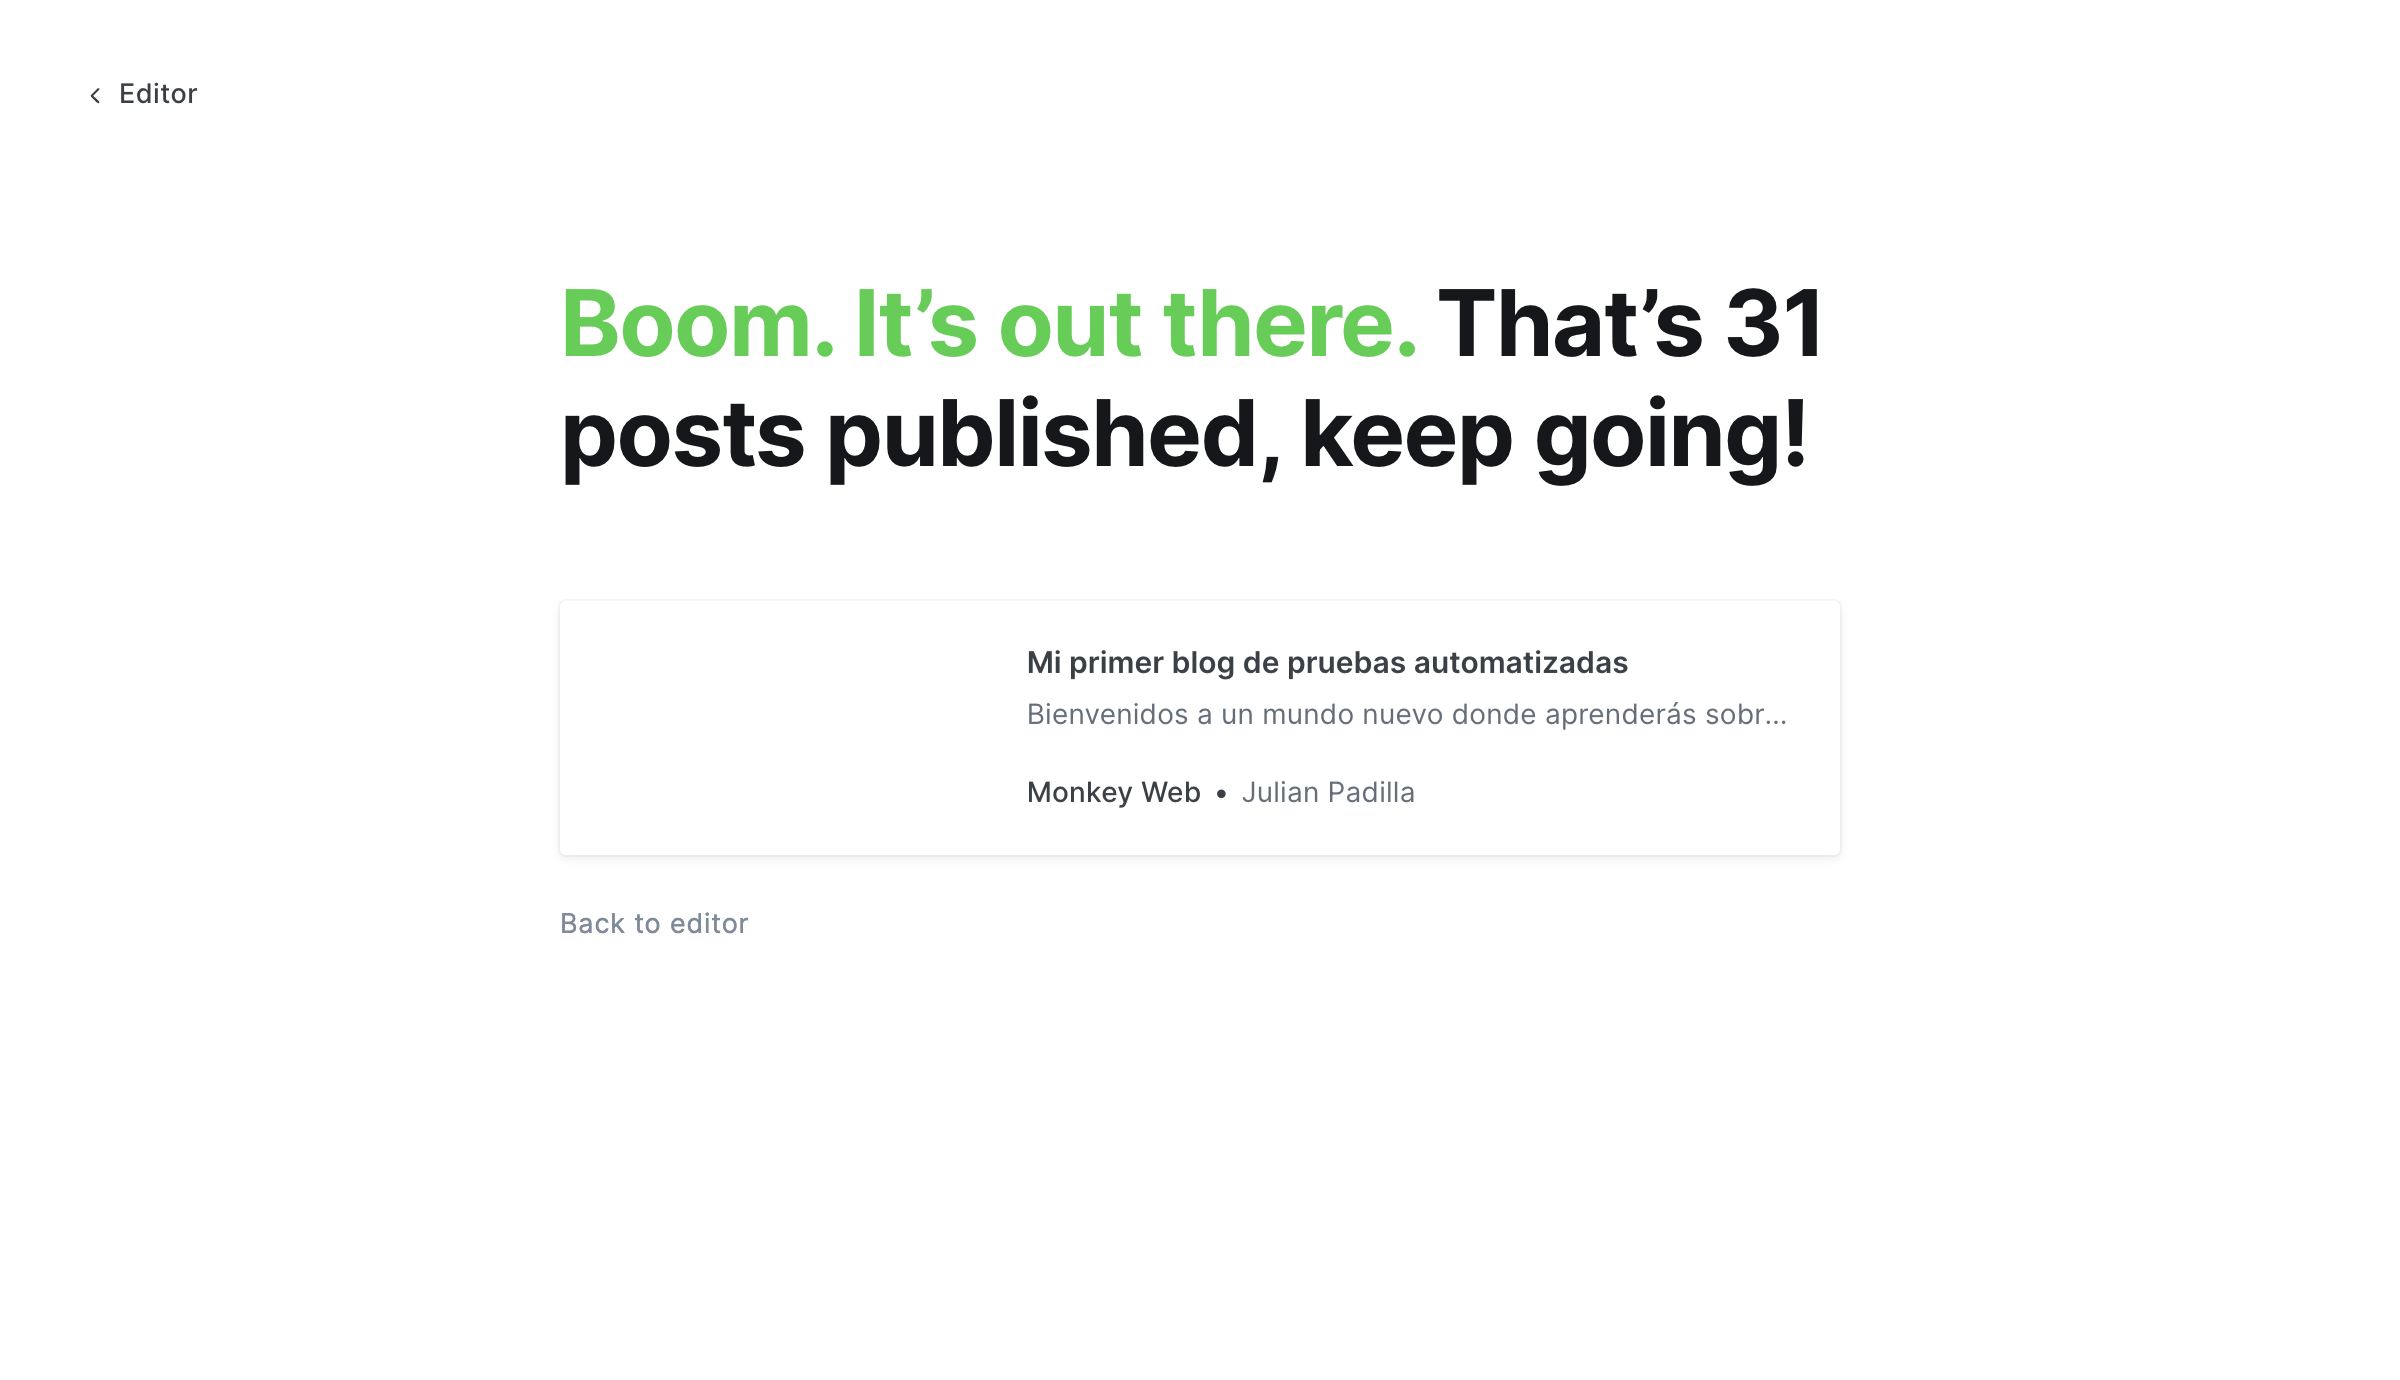 Editor
Boom. It’s out there. That’s 31
posts published, keep going!
Mi primer blog de pruebas automatizadas
Bienvenidos a un mundo nuevo donde aprenderás sobr...
Monkey Web • Julian Padilla
Back to editor